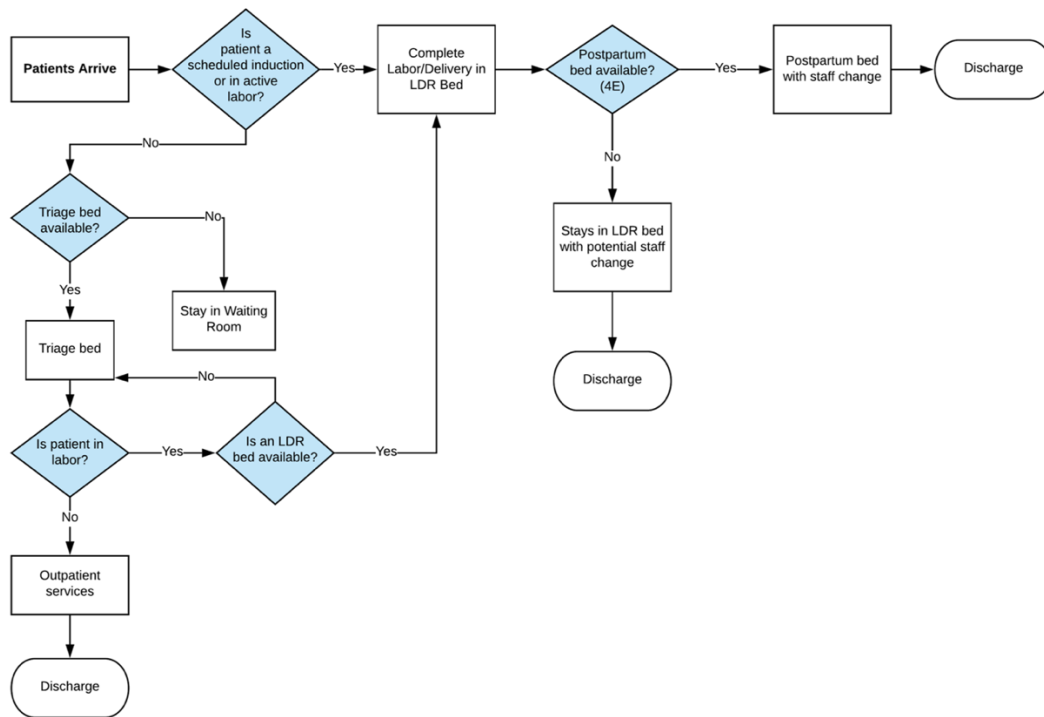 Patients Arrive
Is
patient a
scheduled induction
or in active
labor?
Yes
Complete
Labor/Delivery in
LDR Bed
Postpartum
bed available?
(4E)
Yes
Postpartum bed
with staff change
Discharge
No
No
Triage bed
available?
No
Stays in LDR bed
with potential staff
change
Yes
Stay in Waiting
Room
Triage bed
No
Discharge
Is patient in
labor?
Yes
Is an LDR
bed available?
Yes
No
Outpatient
services
Discharge